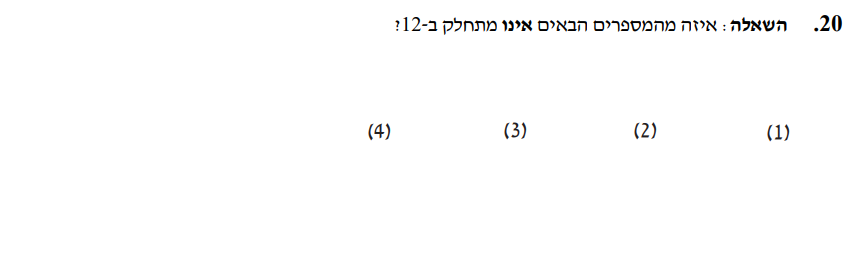 20. השאלה: איזה מהמספרים הבאים אינו מתחלק ב-12?
(1) (2) (3) (4)